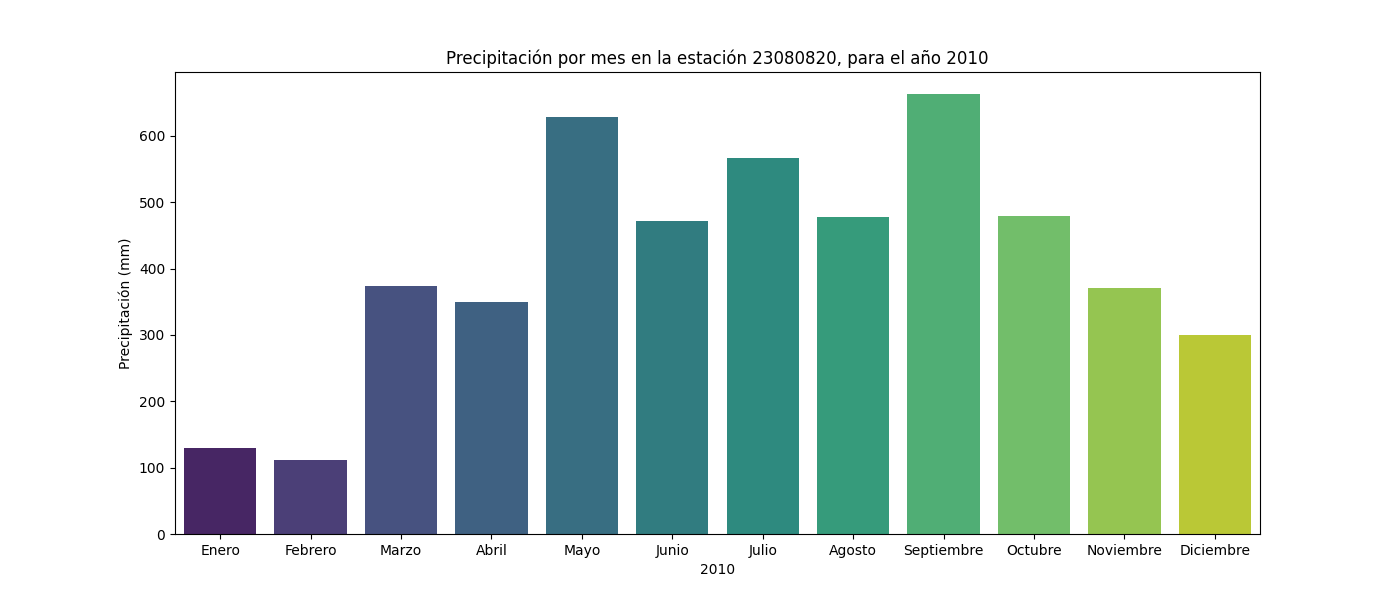 Precipitación por mes en la estación 23080820, para el año 2010
Precipitación (mm)
600
500
400
300
200
100
0
Enero Febrero Marzo Abril Mayo Junio Julio Agosto Septiembre Octubre Noviembre Diciembre
2010